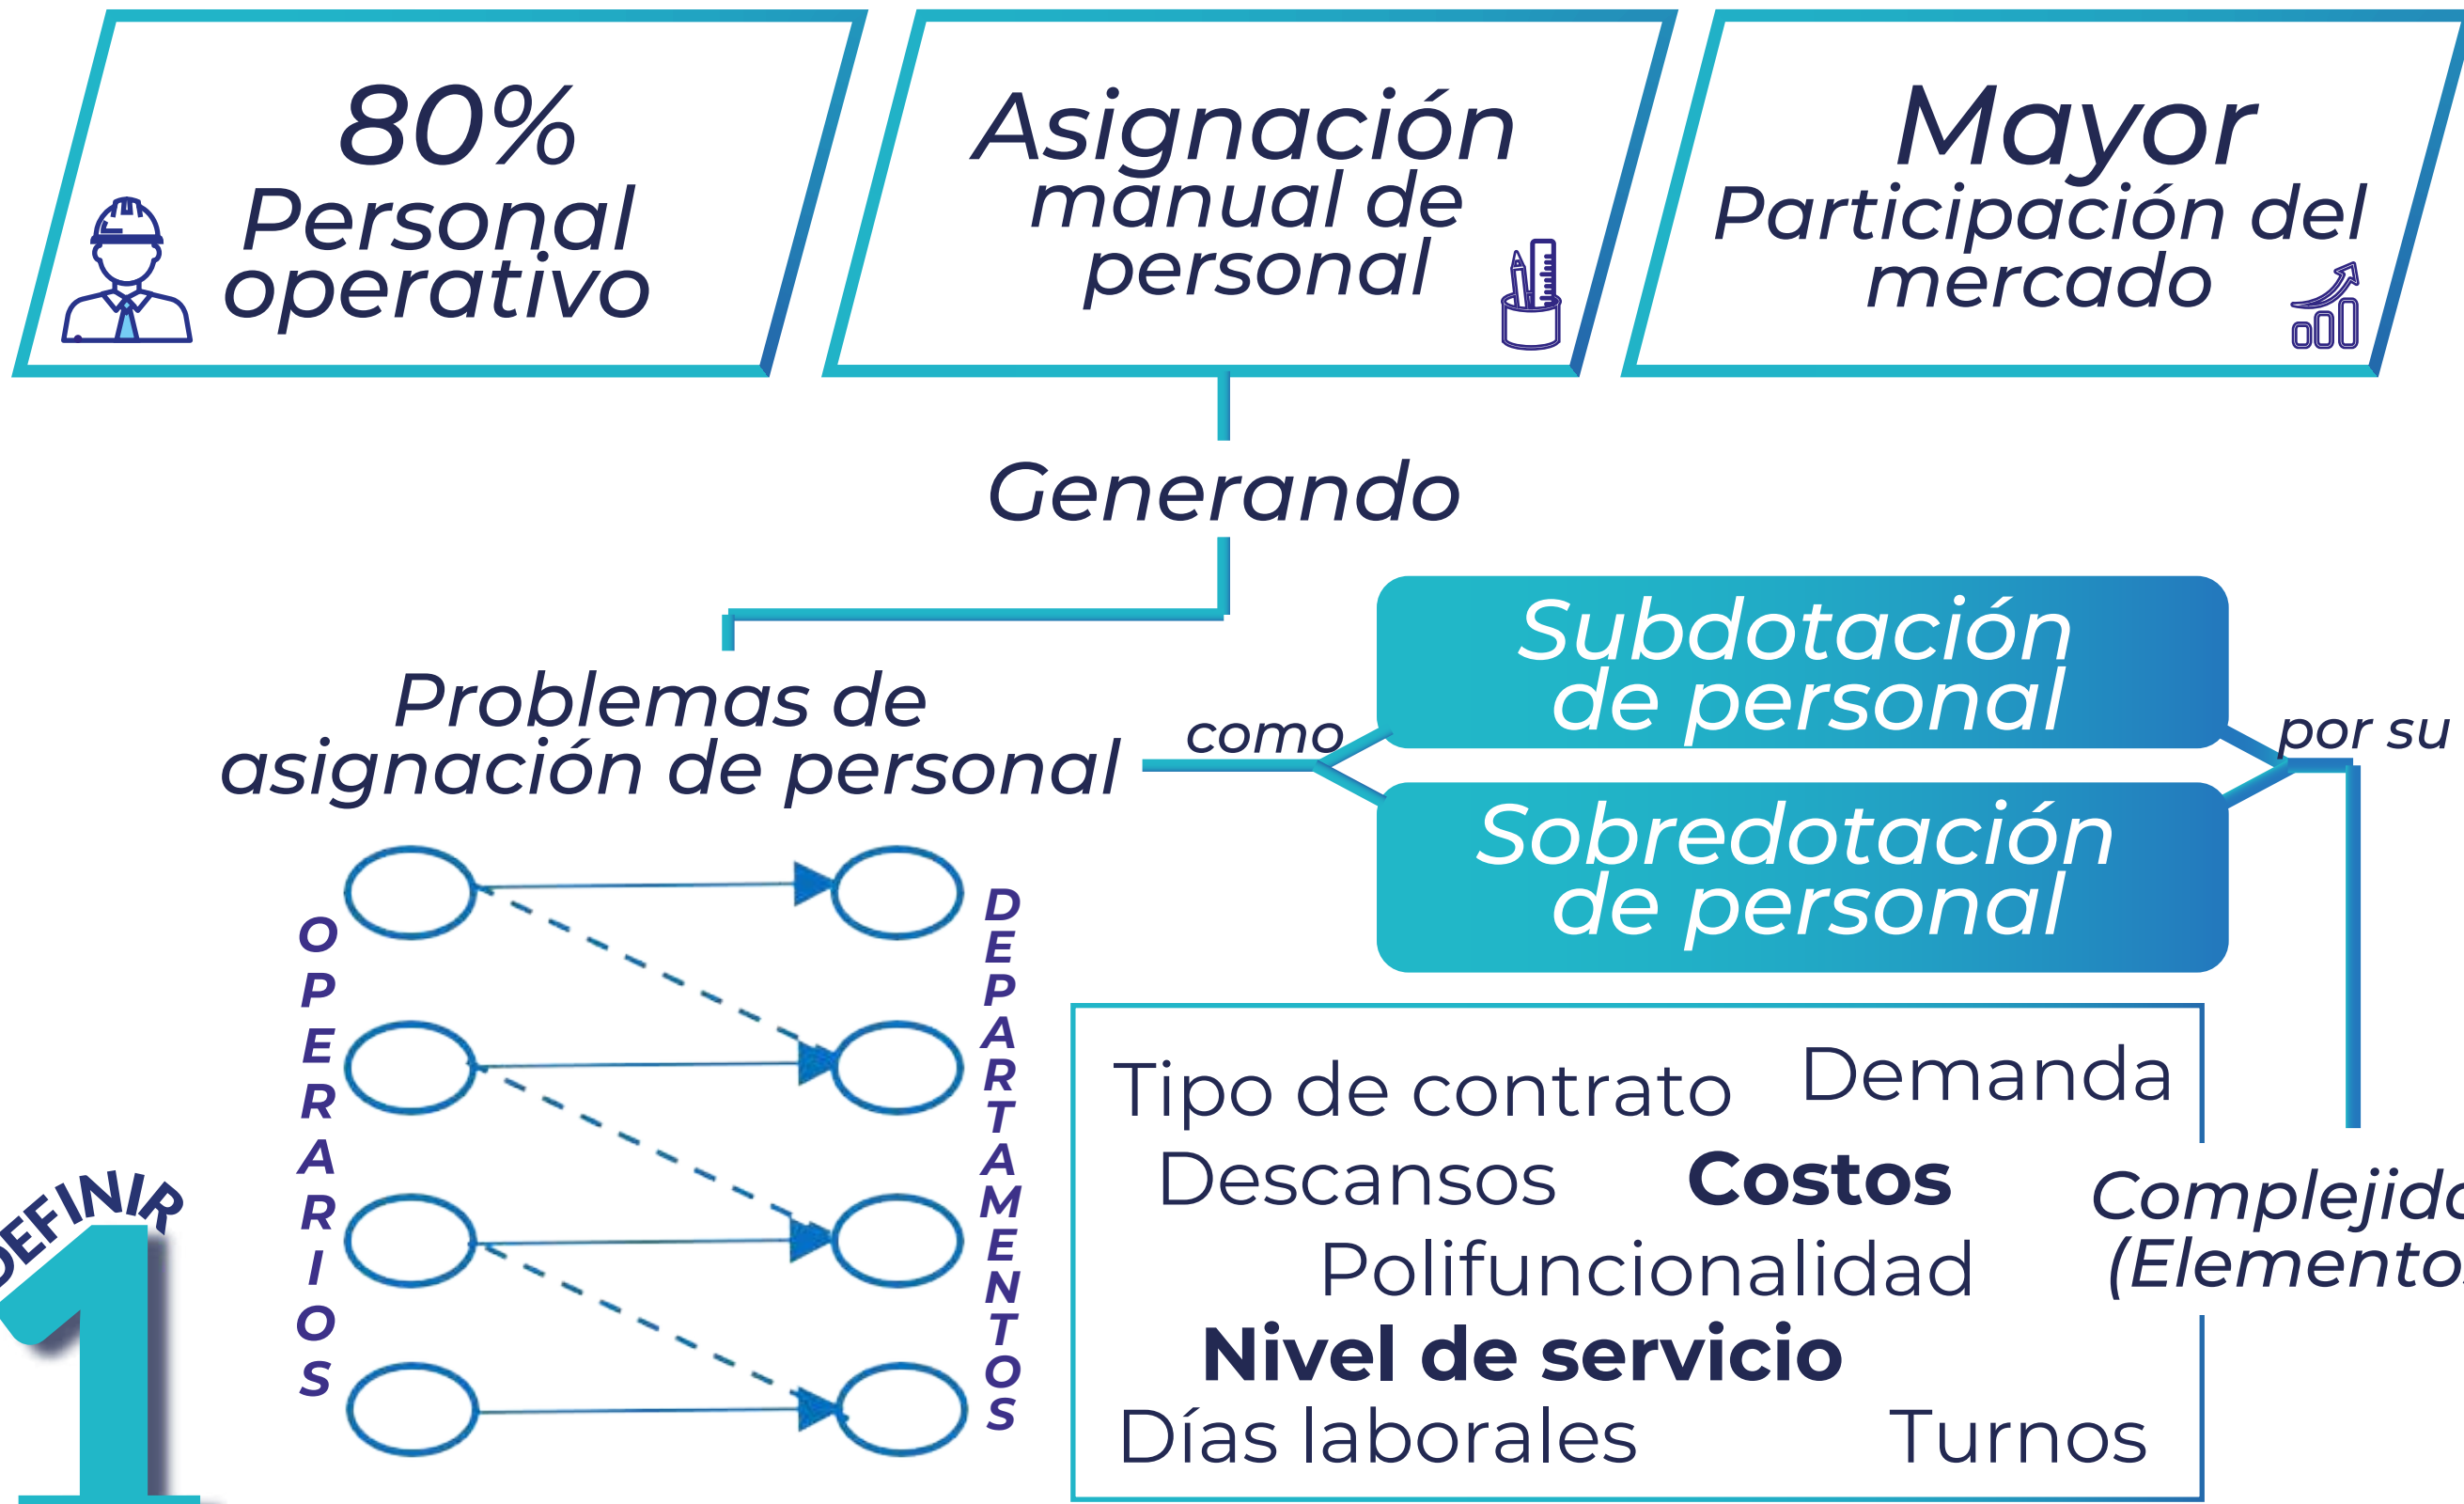 80%
Personal
operativo
Asignación
manual de
personal
Mayor
Participación del
mercado
Generando
Problemas de
asignación de personal
como
Subdotación
de personal
Sobredotación
de personal
por su
OPERARIOS
DEPARTAMENTOS
Tipo de contrato
Demanda
Descansos
Costos
Polifuncionalidad
Nivel de servicio
Días laborales
Turnos
DEFINIR
1